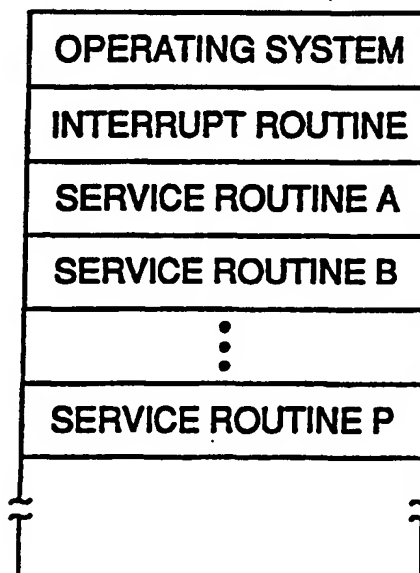 OPERATING SYSTEM
INTERRUPT ROUTINE
SERVICE ROUTINE A
SERVICE ROUTINE B
⋮
SERVICE ROUTINE P